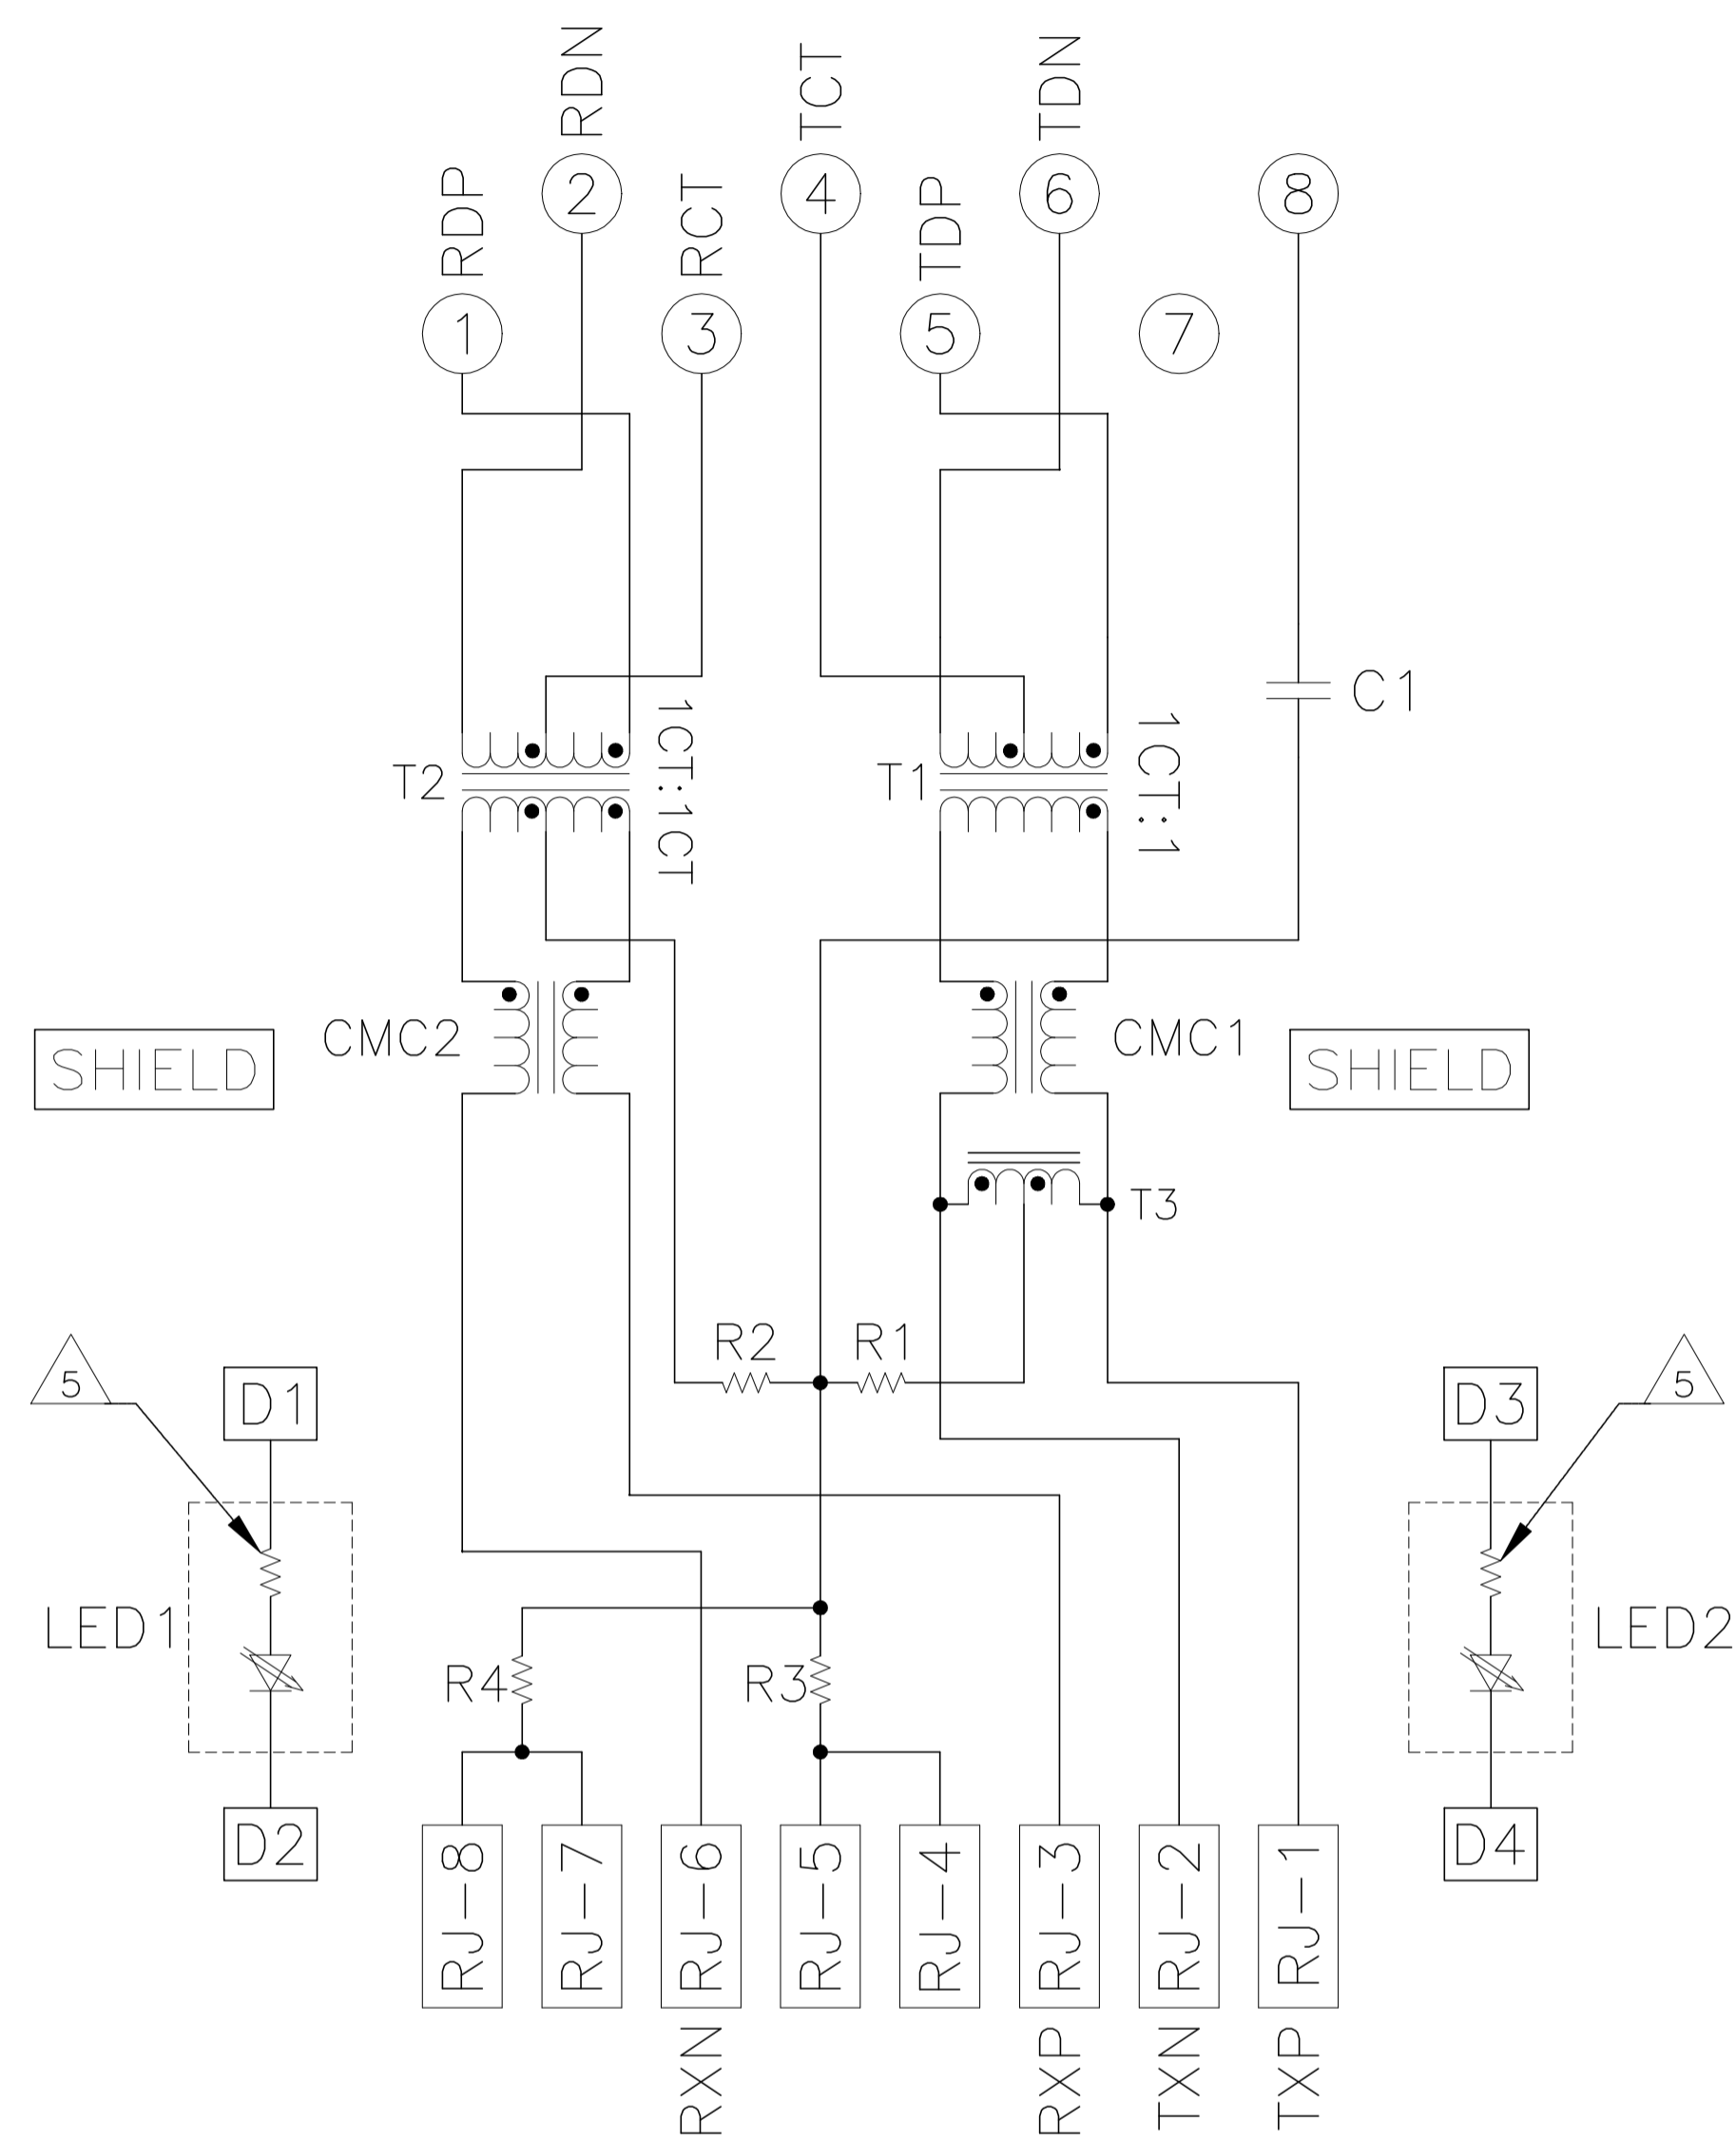 RDN
TCT
TDN
RDP
RCT
TDP
2
4
6
8
1
3
5
7
C1
T2
1CT:1CT
T1
1CT:1
SHIELD
CMC2
CMC1
SHIELD
T3
R2
R1
5
D1
D3
5
LED1
LED2
R4
R3
D2
D4
RJ-8
RJ-7
RJ-6
RJ-5
RJ-4
RJ-3
RJ-2
RJ-1
RXN
RXP
TXN
TXP